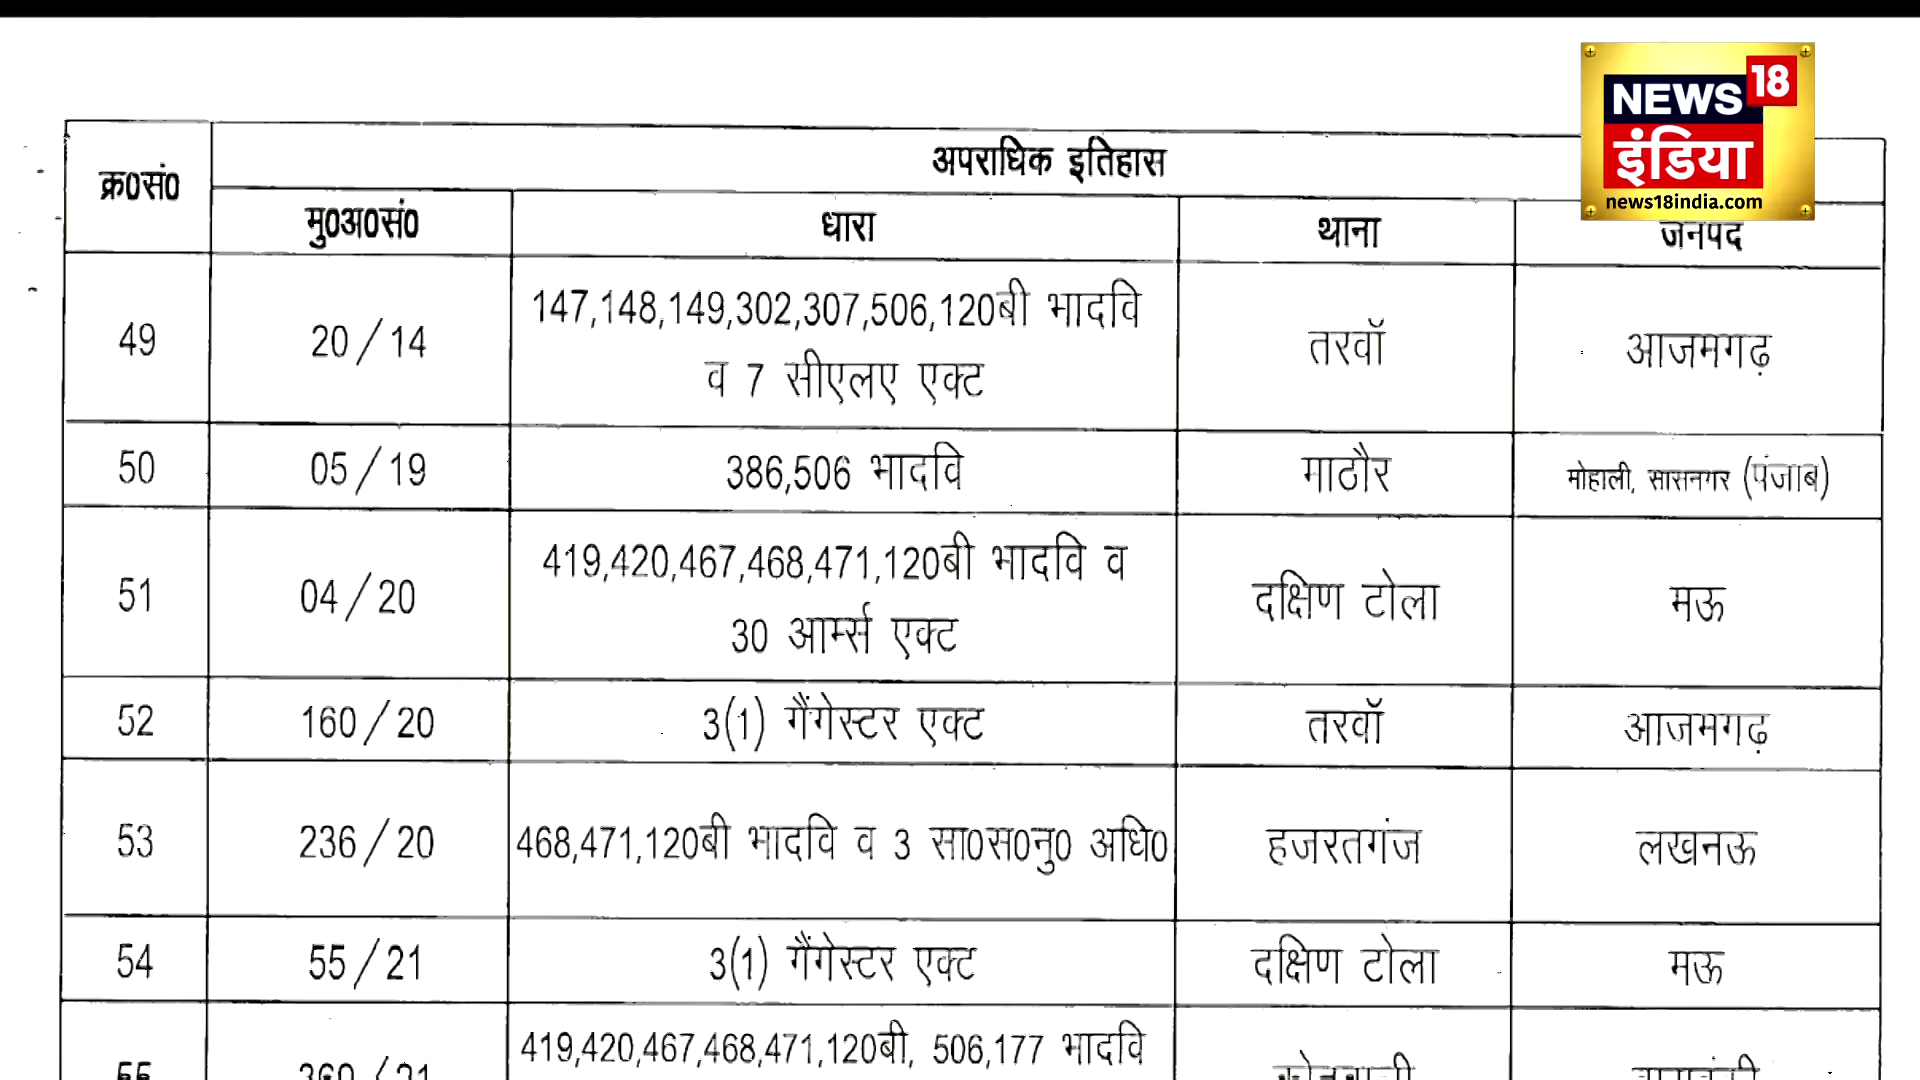 NEWS 18
इंडिया
news18india.com
क्र0सं0 अपराधिक इतिहास
मु0अ0सं0 धारा थाना जनपद
49 20/14 147,148,149,302,307,506,120बी भादवि व 7 सीएलए एक्ट तरवॉ आजमगढ़
50 05/19 386,506 भादवि माठौर मोहाली, सासनगर (पंजाब)
51 04/20 419,420,467,468,471,120बी भादवि व 30 आर्म्स एक्ट दक्षिण टोला मऊ
52 160/20 3(1) गैंगेस्टर एक्ट तरवॉ आजमगढ़
53 236/20 468,471,120बी भादवि व 3 सा0स0नु0 अधि0 हजरतगंज लखनऊ
54 55/21 3(1) गैंगेस्टर एक्ट दक्षिण टोला मऊ
419,420,467,468,471,120बी, 506,177 भादवि